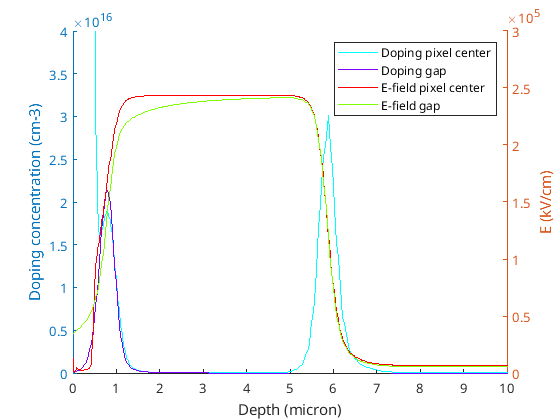 ×10^16
×10^5
4
3.5
3
2.5
2
1.5
1
0.5
0
3
2.5
2
1.5
1
0.5
0
Doping pixel center
Doping gap
E-field pixel center
E-field gap
Doping concentration (cm-3)
E (kV/cm)
0 1 2 3 4 5 6 7 8 9 10
Depth (micron)